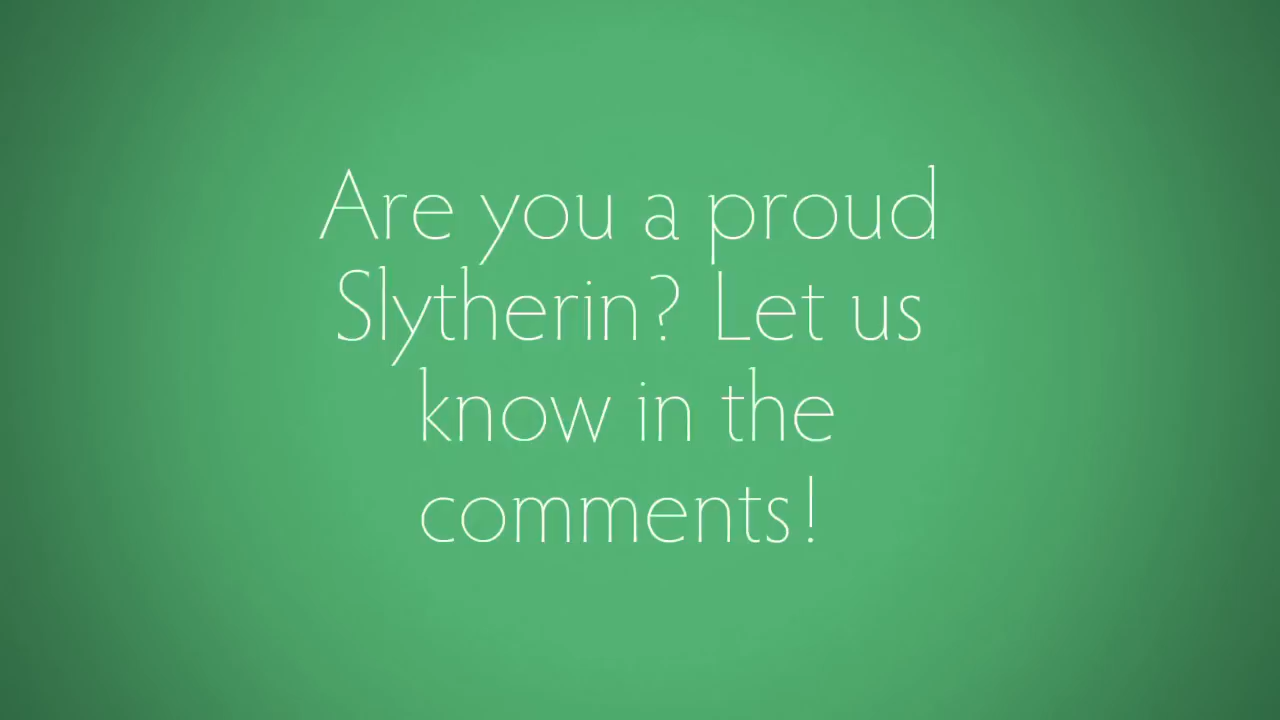 Are you a proud
Slytherin? Let us
know in the
comments!